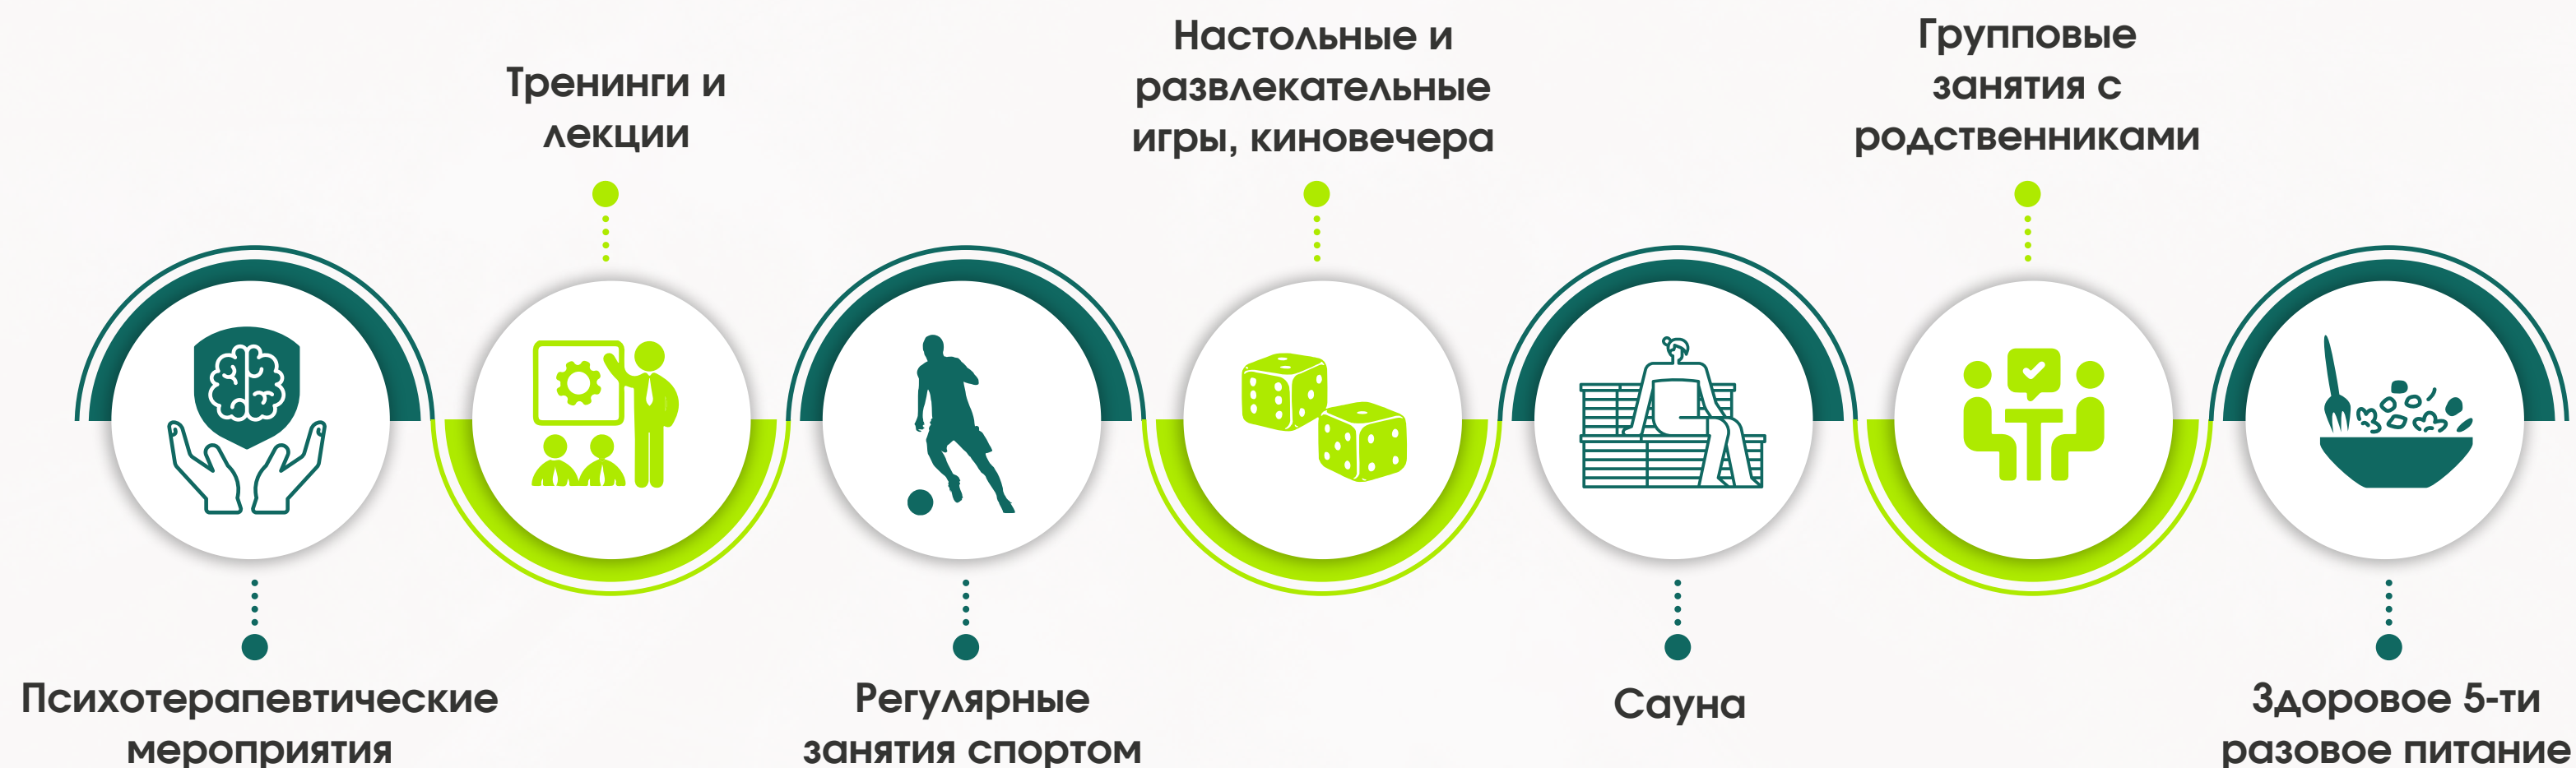 Психотерапевтические
мероприятия
Тренинги и
лекции
Регулярные
занятия спортом
Настольные и
развлекательные
игры, киновечера
Сауна
Групповые
занятия с
родственниками
Здоровое 5-ти
разовое питание